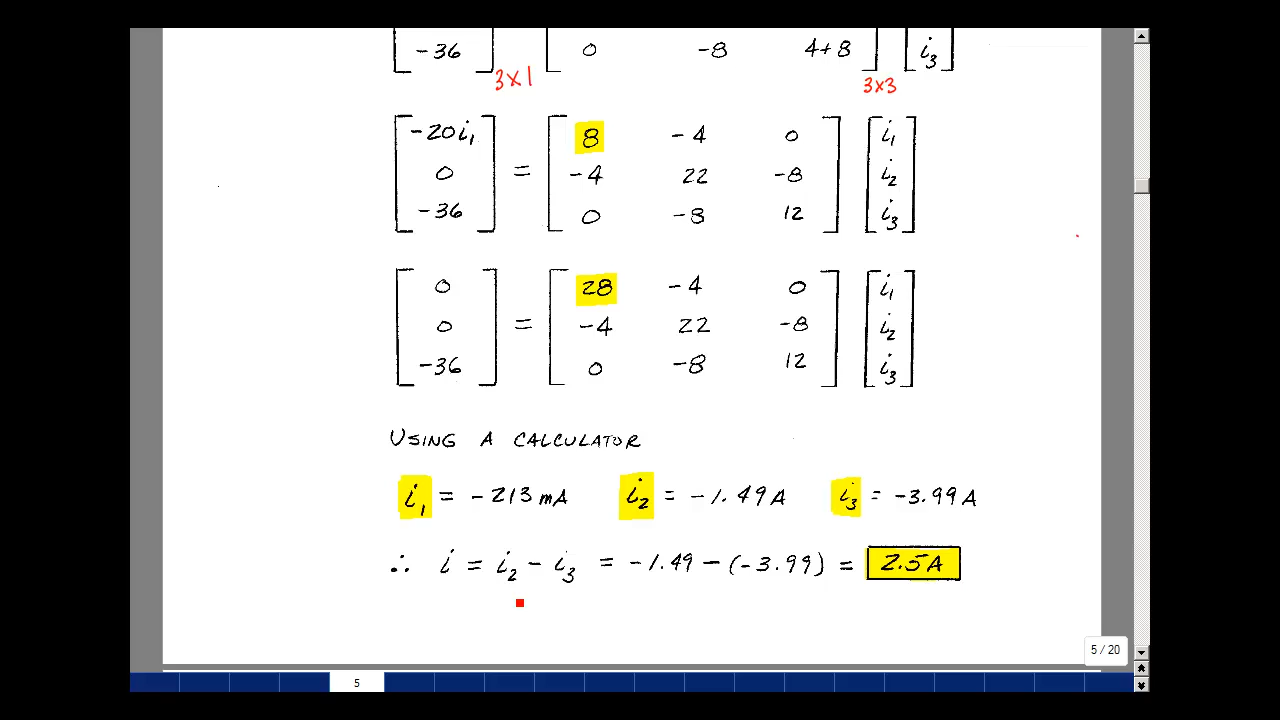 -36 0 -8 4+8 i3
3x1 3x3
-20i1 8 -4 0 i1
0 = -4 22 -8 i2
-36 0 -8 12 i3
0 28 -4 0 i1
0 = -4 22 -8 i2
-36 0 -8 12 i3
USING A CALCULATOR
i1 = -213 mA i2 = -1.49A i3 = -3.99A
∴ i = i2 - i3 = -1.49 - (-3.99) = 2.5A
5 / 20
5